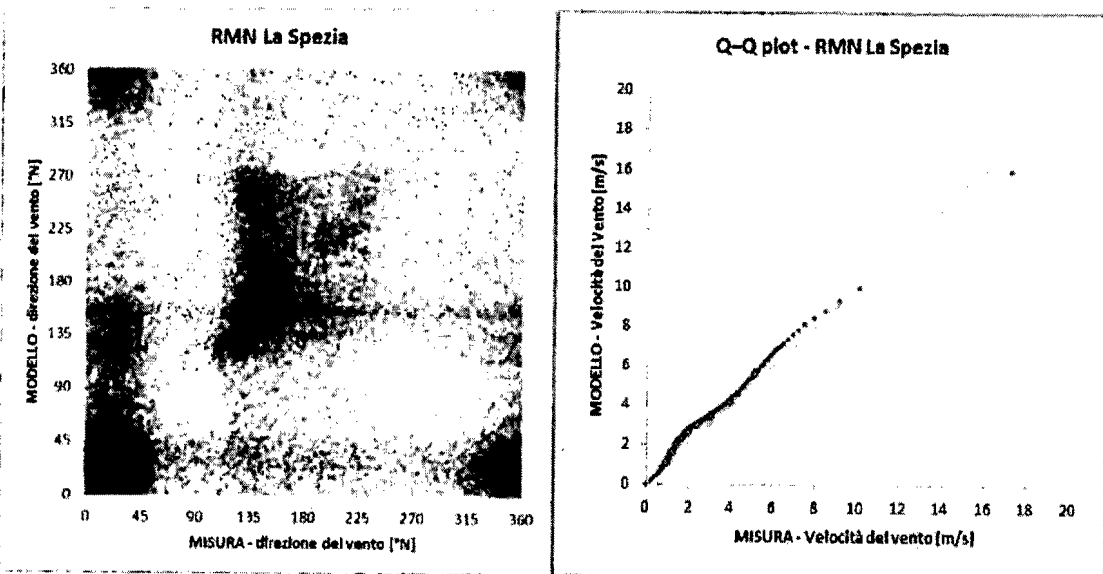 RMN La Spezia
360
315
270
225
180
135
90
45
0
MODELLO - direzione del vento [°N]
0 45 90 135 180 225 270 315 360
MISURA - direzione del vento [°N]
Q-Q plot - RMN La Spezia
20
18
16
14
12
10
8
6
4
2
0
MODELLO - Velocità del Vento [m/s]
0 2 4 6 8 10 12 14 16 18 20
MISURA - Velocità del vento [m/s]